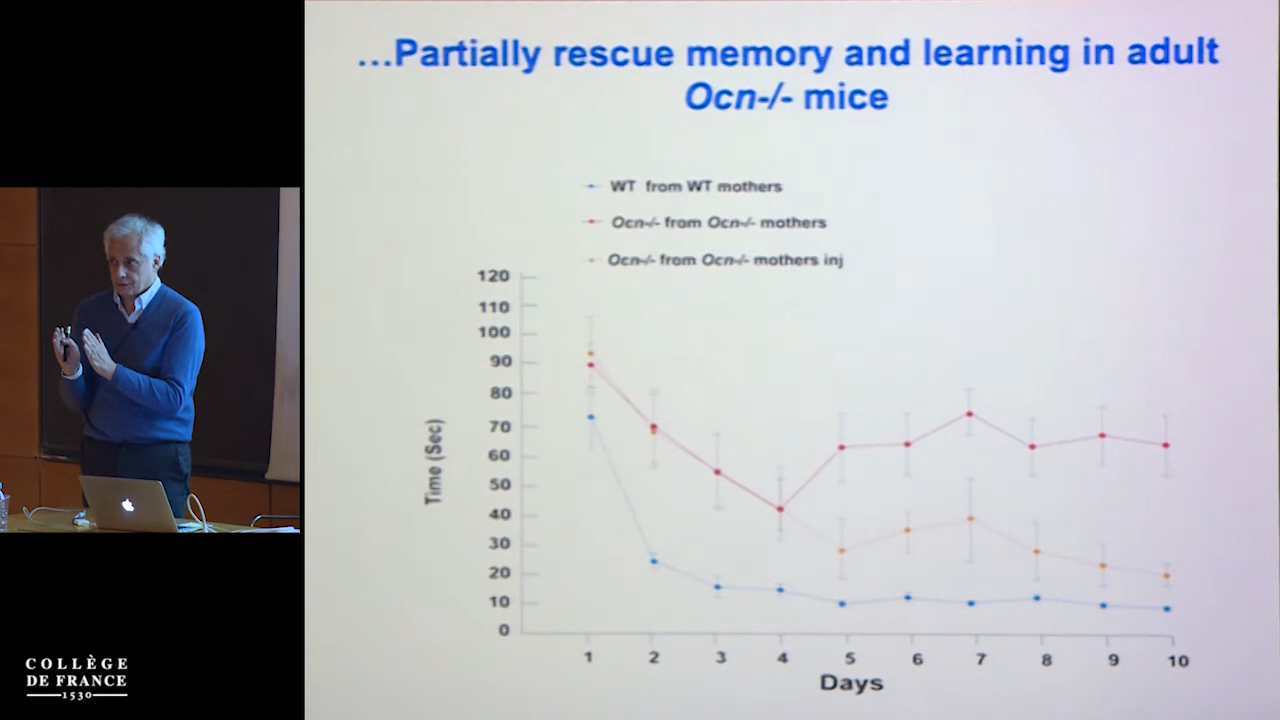 …Partially rescue memory and learning in adult
Ocn-/- mice
WT from WT mothers
Ocn-/- from Ocn-/- mothers
Ocn-/- from Ocn-/- mothers inj
120
110
100
90
80
70
60
50
40
30
20
10
0
Time (Sec)
1 2 3 4 5 6 7 8 9 10
Days
COLLÈGE
DE FRANCE
1530